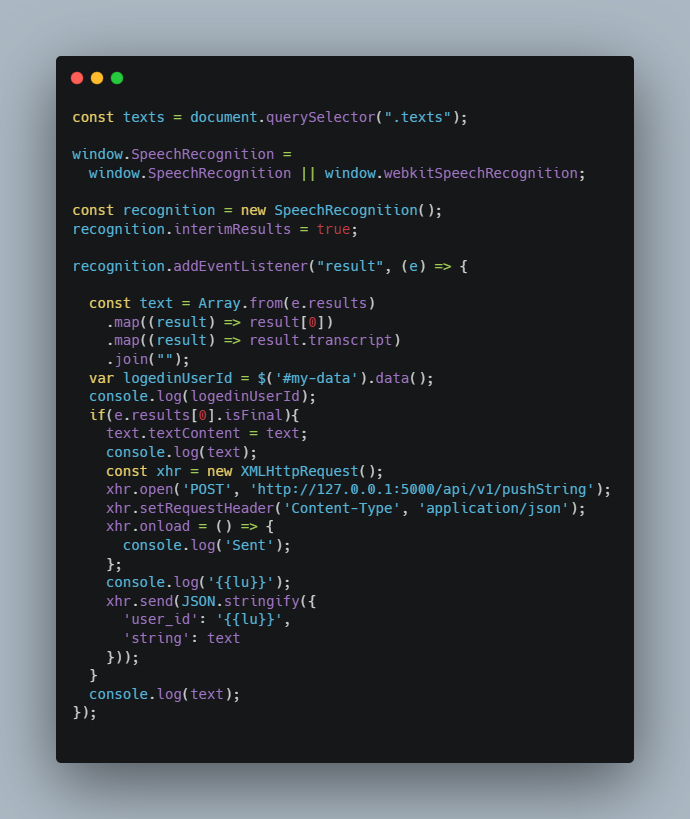 const texts = document.querySelector(".texts");
window.SpeechRecognition =
window.SpeechRecognition || window.webkitSpeechRecognition;
const recognition = new SpeechRecognition();
recognition.interimResults = true;
recognition.addEventListener("result", (e) => {
const text = Array.from(e.results)
.map((result) => result[0])
.map((result) => result.transcript)
.join("");
var logedinUserId = $('#my-data').data();
console.log(logedinUserId);
if(e.results[0].isFinal){
text.textContent = text;
console.log(text);
const xhr = new XMLHttpRequest();
xhr.open('POST', 'http://127.0.0.1:5000/api/v1/pushString');
xhr.setRequestHeader('Content-Type', 'application/json');
xhr.onload = () => {
console.log('Sent');
};
console.log('{{lu}}');
xhr.send(JSON.stringify({
'user_id': '{{lu}}',
'string': text
}));
}
console.log(text);
});